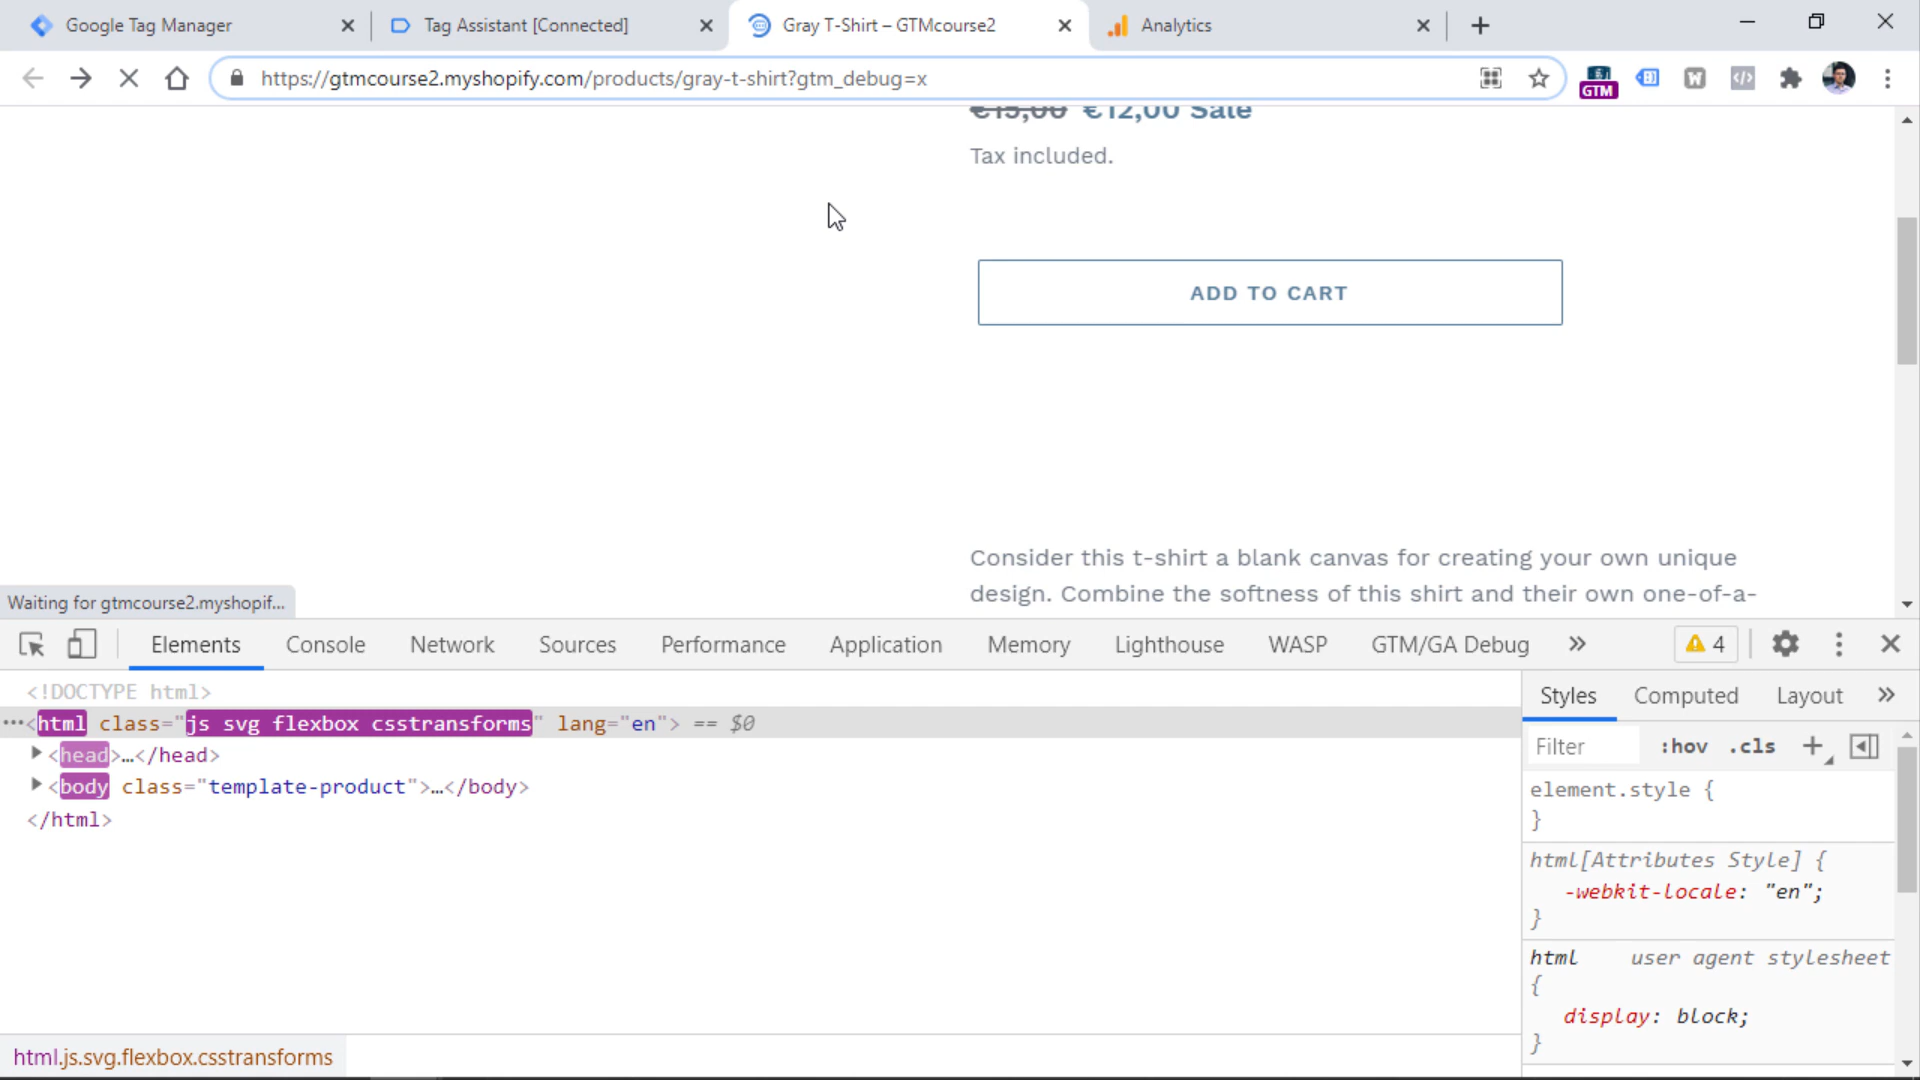 Google Tag Manager
Tag Assistant [Connected]
Gray T-Shirt – GTMcourse2
Analytics
https://gtmcourse2.myshopify.com/products/gray-t-shirt?gtm_debug=x
GTM
W
€15,00 €12,00 Sale
Tax included.
ADD TO CART
Consider this t-shirt a blank canvas for creating your own unique
design. Combine the softness of this shirt and their own one-of-a-
Waiting for gtmcourse2.myshopif...
Elements Console Network Sources Performance Application Memory Lighthouse WASP GTM/GA Debug » 4
<!DOCTYPE html>
…<html class="js svg flexbox csstransforms" lang="en"> == $0
<head>…</head>
<body class="template-product">…</body>
</html>
Styles Computed Layout »
Filter :hov .cls +
element.style {
}
html[Attributes Style] {
-webkit-locale: "en";
}
html user agent stylesheet
{
display: block;
}
html.js.svg.flexbox.csstransforms